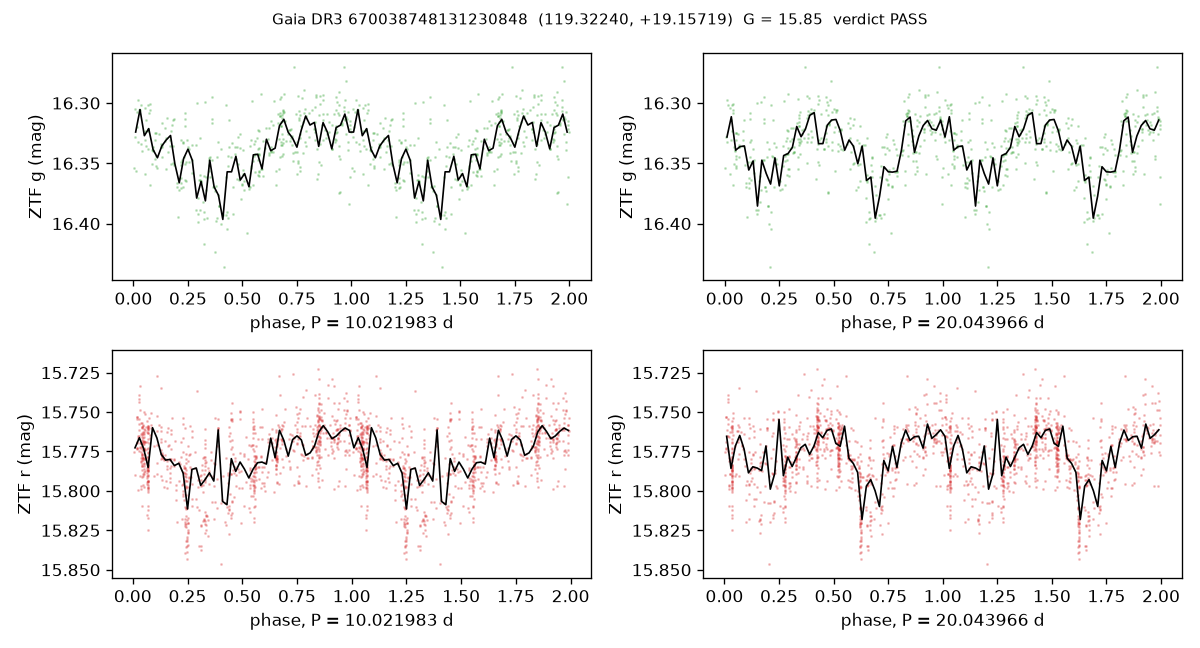 Gaia DR3 670038748131230848 (119.32240, +19.15719) G = 15.85 verdict PASS
ZTF g (mag)
16.30
16.35
16.40
0.00 0.25 0.50 0.75 1.00 1.25 1.50 1.75 2.00
phase, P = 10.021983 d
ZTF g (mag)
16.30
16.35
16.40
0.00 0.25 0.50 0.75 1.00 1.25 1.50 1.75 2.00
phase, P = 20.043966 d
ZTF r (mag)
15.725
15.750
15.775
15.800
15.825
15.850
0.00 0.25 0.50 0.75 1.00 1.25 1.50 1.75 2.00
phase, P = 10.021983 d
ZTF r (mag)
15.725
15.750
15.775
15.800
15.825
15.850
0.00 0.25 0.50 0.75 1.00 1.25 1.50 1.75 2.00
phase, P = 20.043966 d